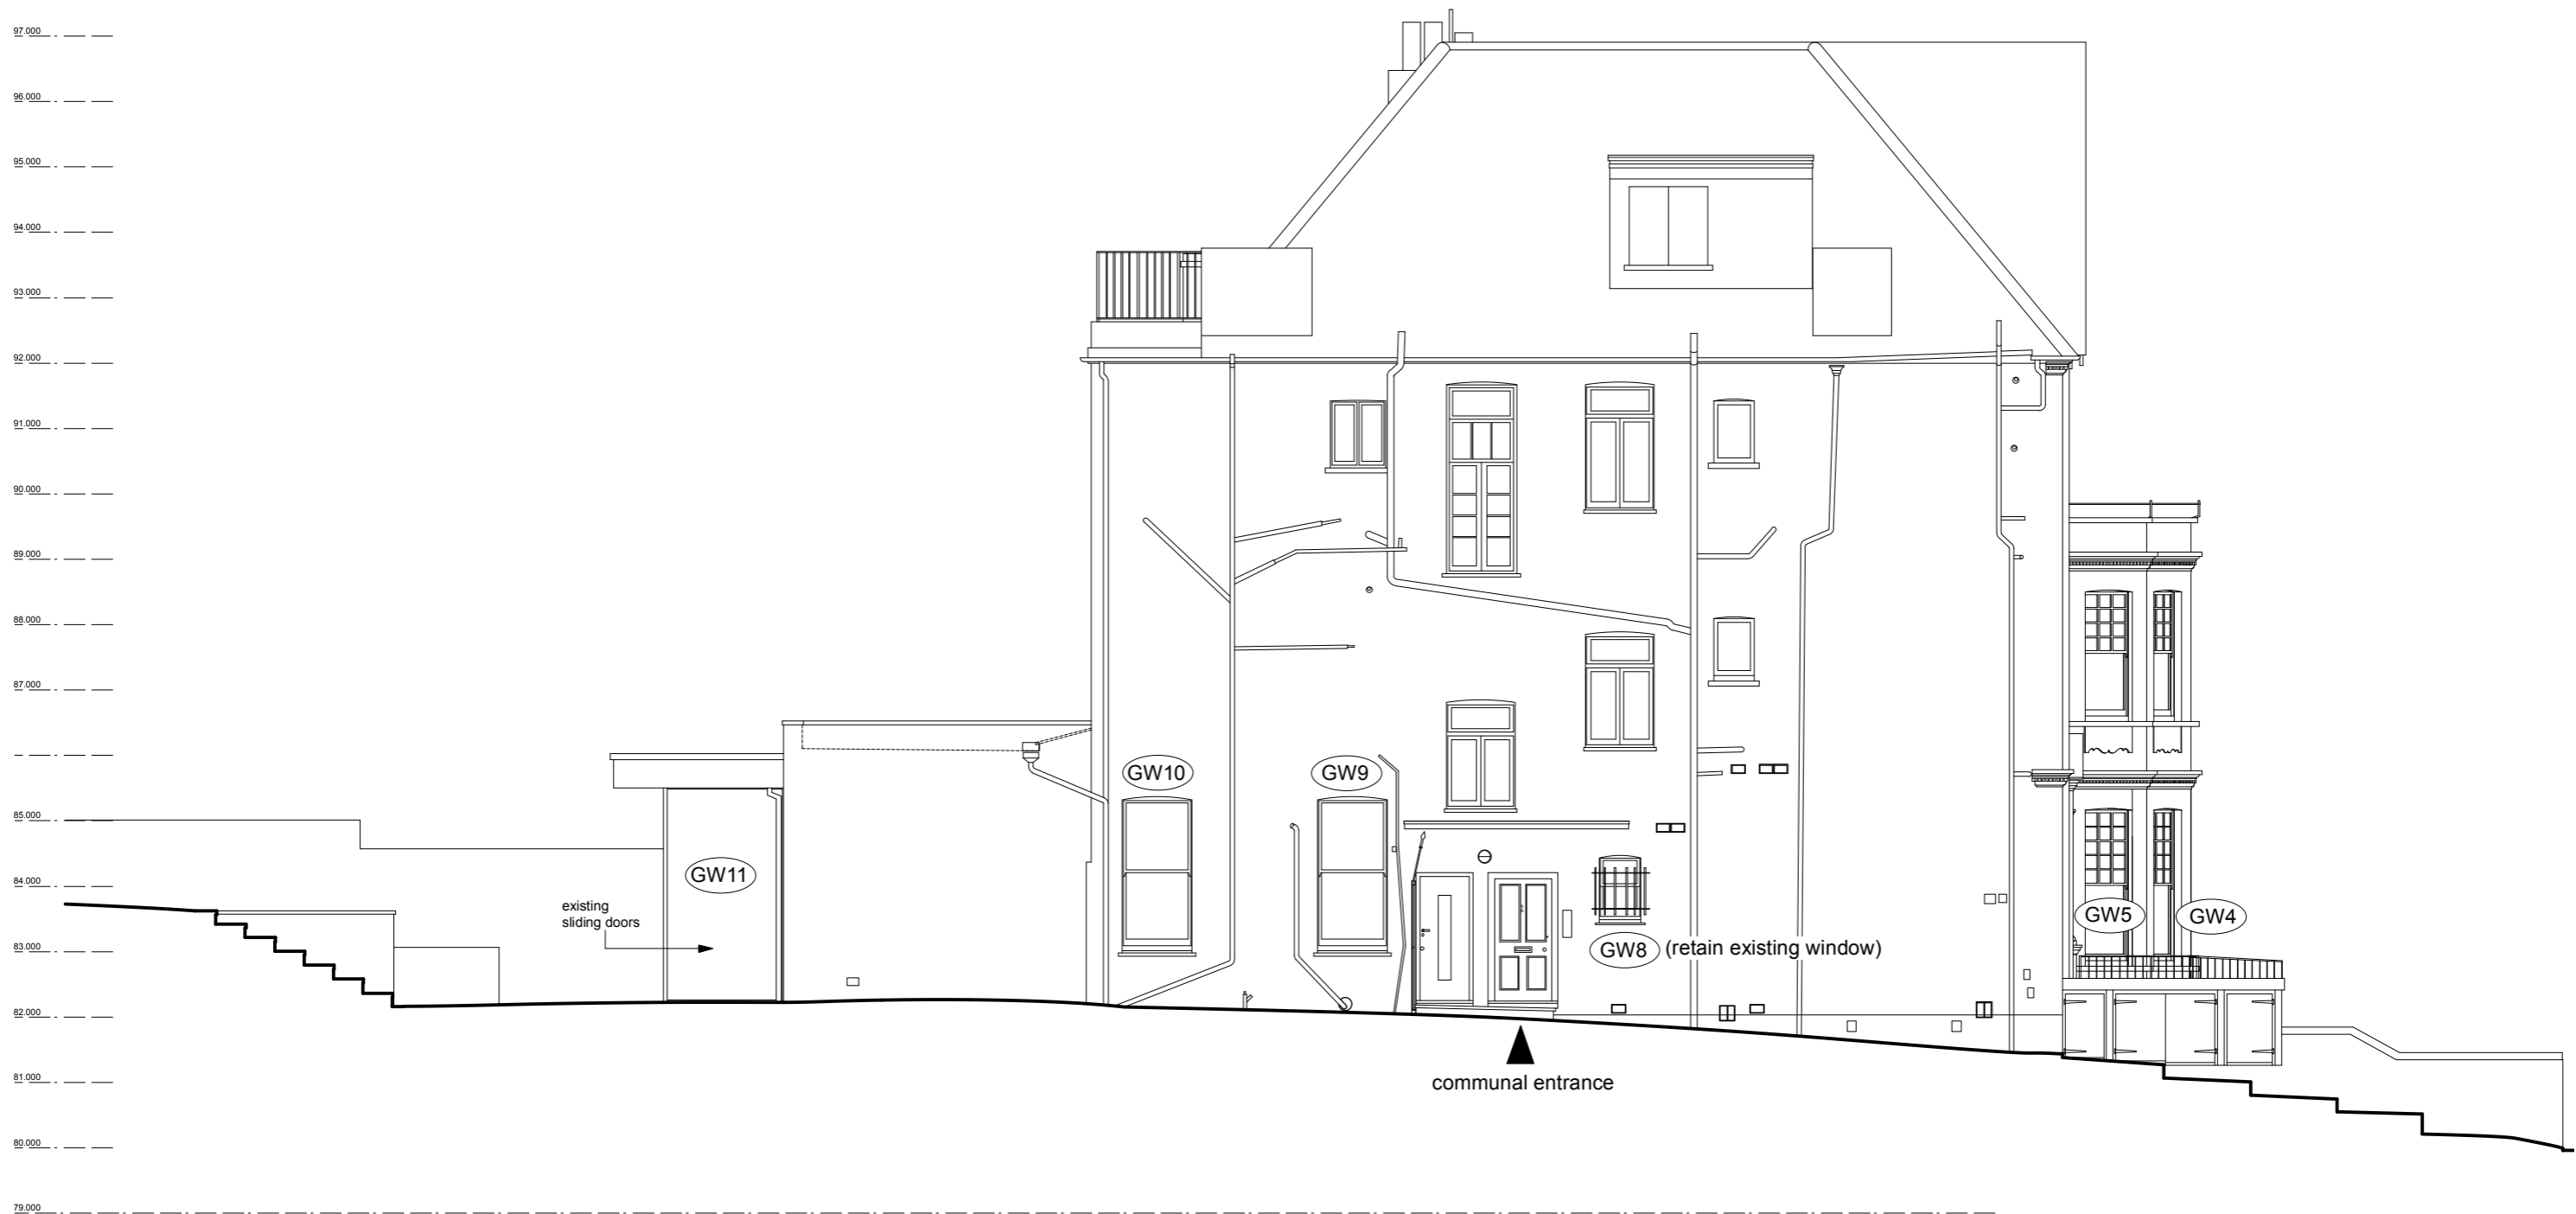 97.000
96.000
95.000
94.000
93.000
92.000
91.000
90.000
89.000
88.000
87.000
85.000
84.000
83.000
82.000
81.000
80.000
79.000
GW10
GW9
GW11
existing
sliding doors
GW5
GW4
GW8 (retain existing window)
communal entrance